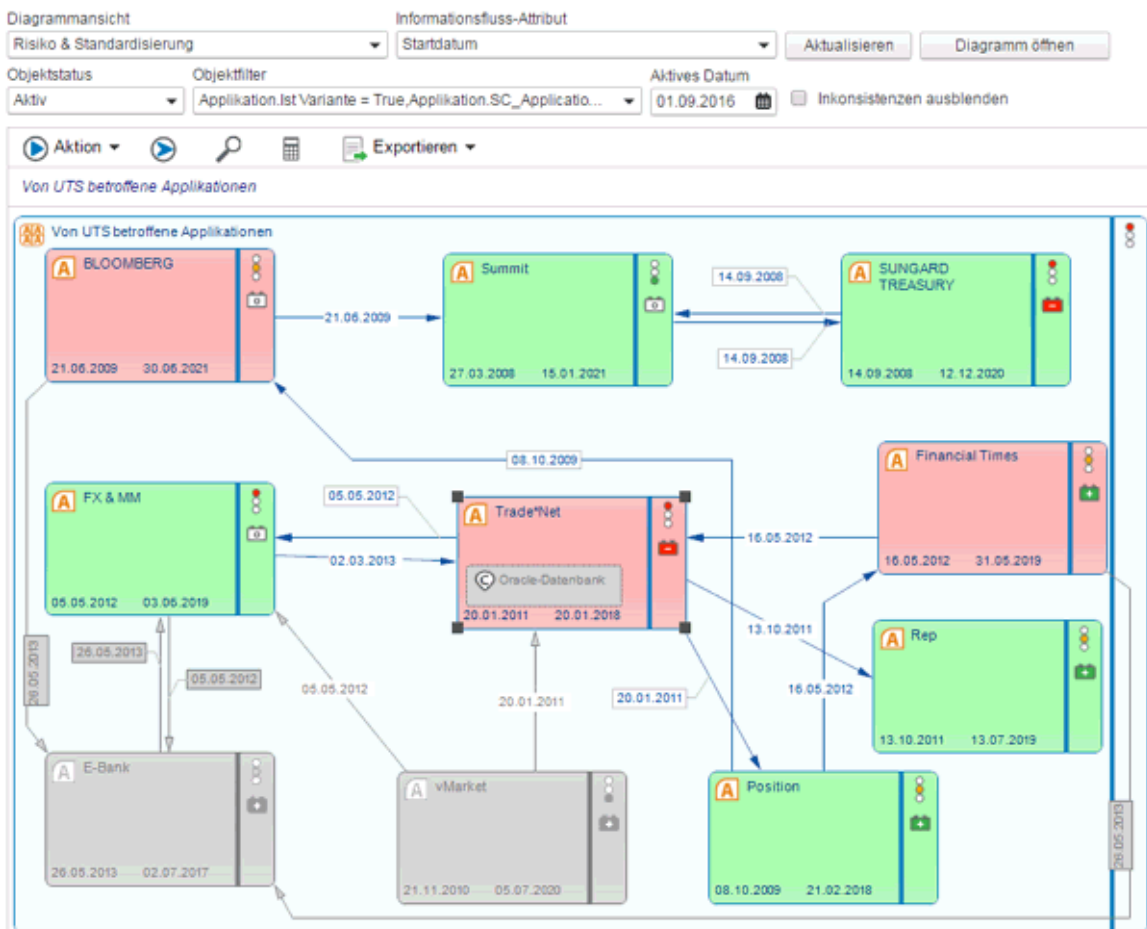 Diagrammansicht Informationsfluss-Attribut
Risiko & Standardisierung Startdatum Aktualisieren Diagramm öffnen
Objektstatus Objektfilter Aktives Datum
Aktiv Applikation.Ist Variante = True,Applikation.SC_Applicatio... 01.09.2016 Inkonsistenzen ausblenden
Aktion Exportieren
Von UTS betroffene Applikationen
Von UTS betroffene Applikationen
A BLOOMBERG
21.06.2009 30.06.2021
21.06.2009
A Summit
27.03.2008 15.01.2021
14.09.2008
14.09.2008
A SUNGARD
TREASURY
14.09.2008 12.12.2020
08.10.2009
A FX & MM
05.05.2012 03.06.2019
05.05.2012
02.03.2013
A Trade*Net
C Oracle-Datenbank
20.01.2011 20.01.2018
16.05.2012
A Financial Times
16.05.2012 31.05.2019
13.10.2011
A Rep
13.10.2011 13.07.2019
26.05.2013
26.05.2013
05.05.2012
05.05.2012
20.01.2011
20.01.2011
16.05.2012
A E-Bank
26.05.2013 02.07.2017
A vMarket
21.11.2010 05.07.2020
A Position
08.10.2009 21.02.2018
26.05.2013